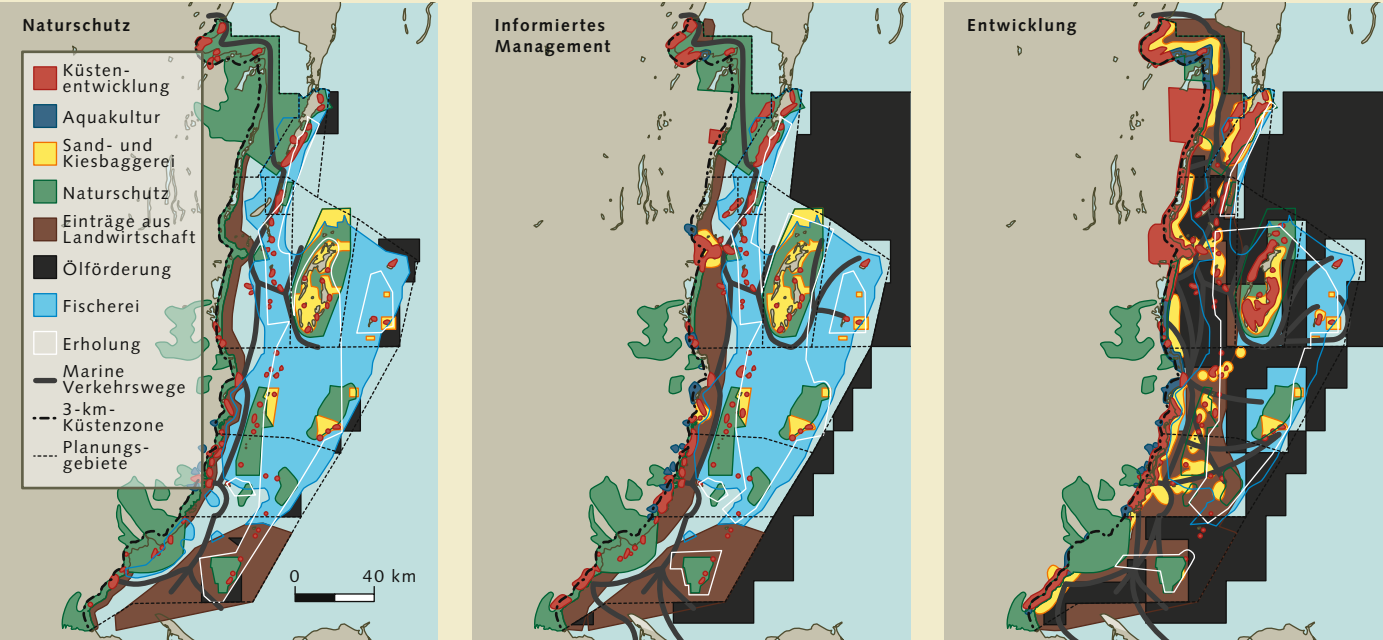 Naturschutz
Küsten-
entwicklung
Aquakultur
Sand- und
Kiesbaggerei
Naturschutz
Einträge aus
Landwirtschaft
Ölförderung
Fischerei
Erholung
Marine
Verkehrswege
3-km-
Küstenzone
Planungs-
gebiete
0 40 km
Informiertes
Management
Entwicklung